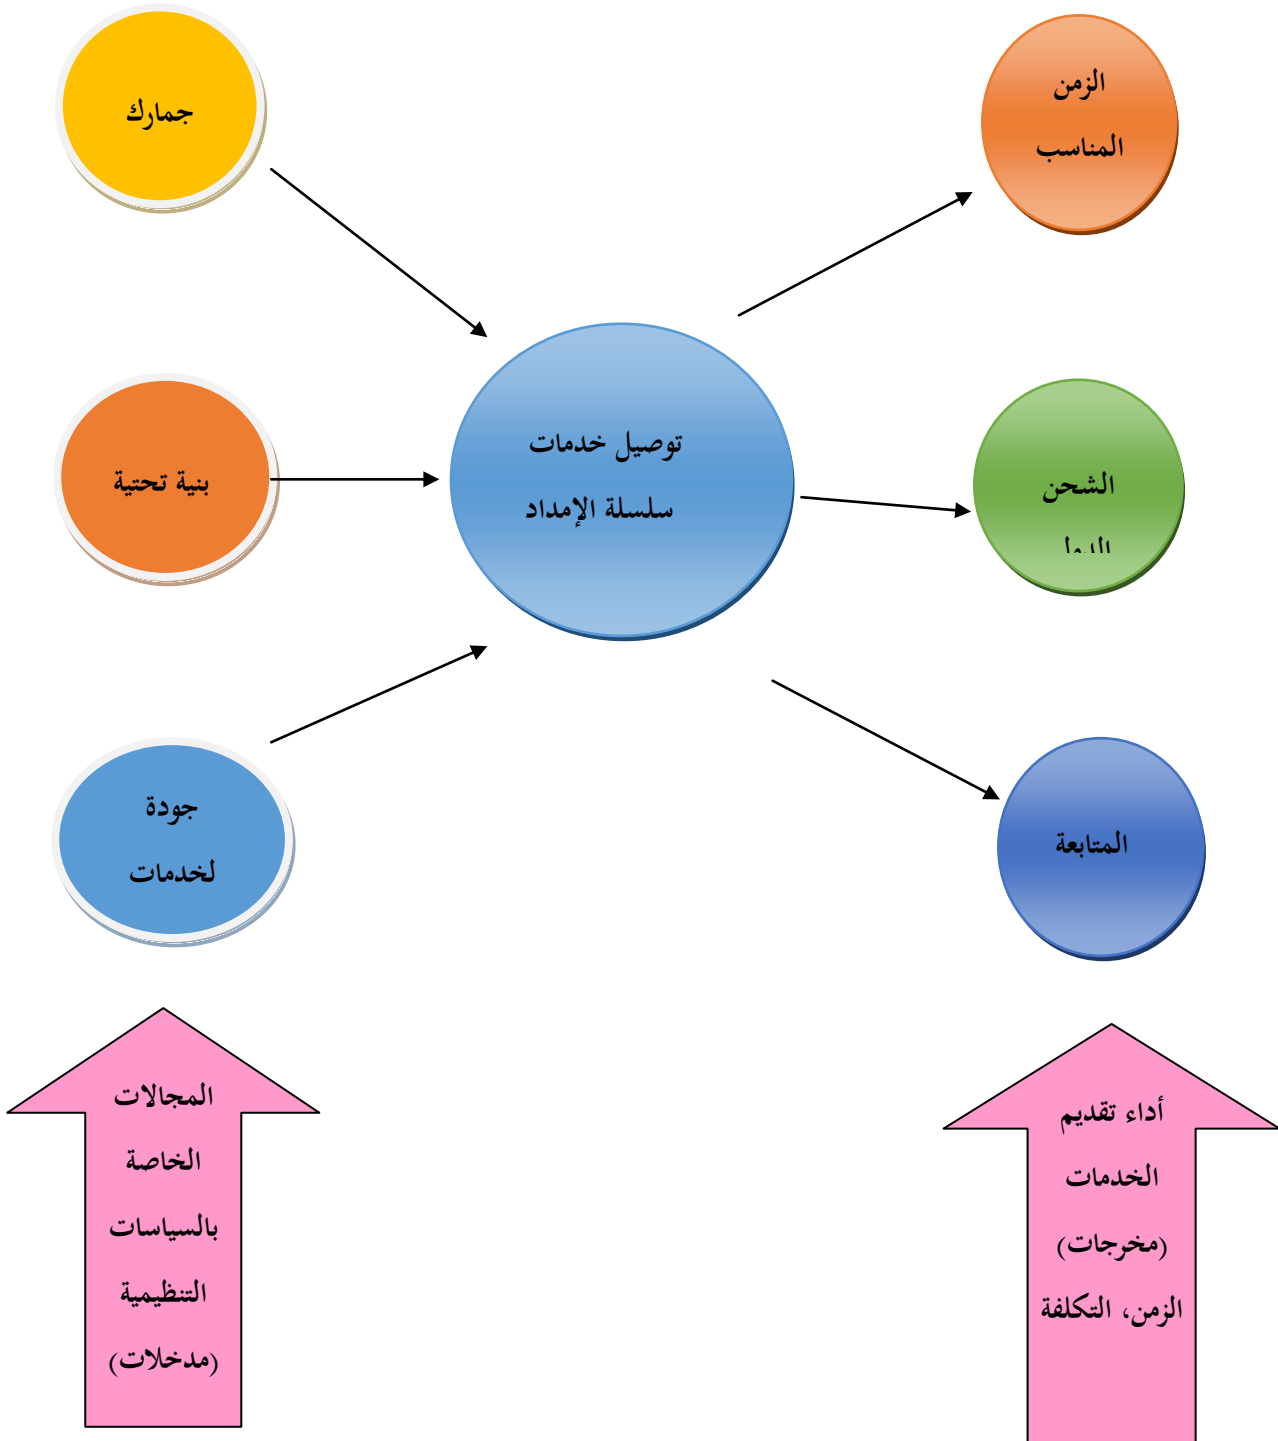 جمارك
الزمن
المناسب
توصيل خدمات
سلسلة الإمداد
بنية تحتية
الشحن
جودة
لخدمات
المتابعة
المجالات
الخاصة
بالسياسات
التنظيمية
(مدخلات)
أداء تقديم
الخدمات
(مخرجات)
الزمن، التكلفة